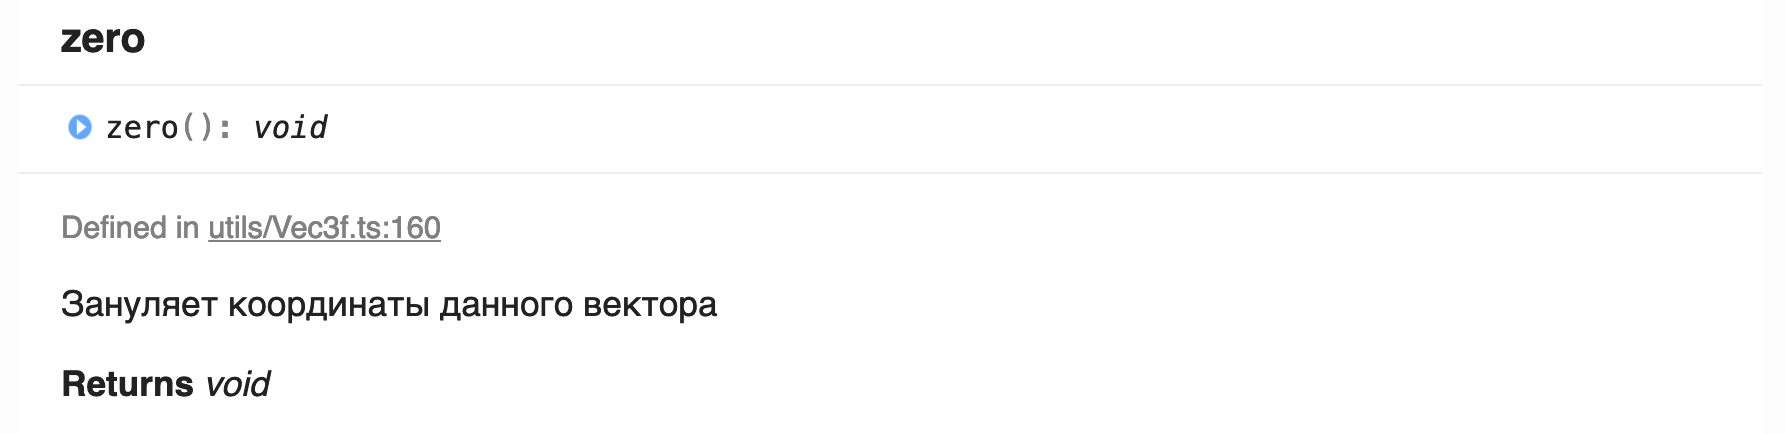 zero
zero(): void
Defined in utils/Vec3f.ts:160
Зануляет координаты данного вектора
Returns void